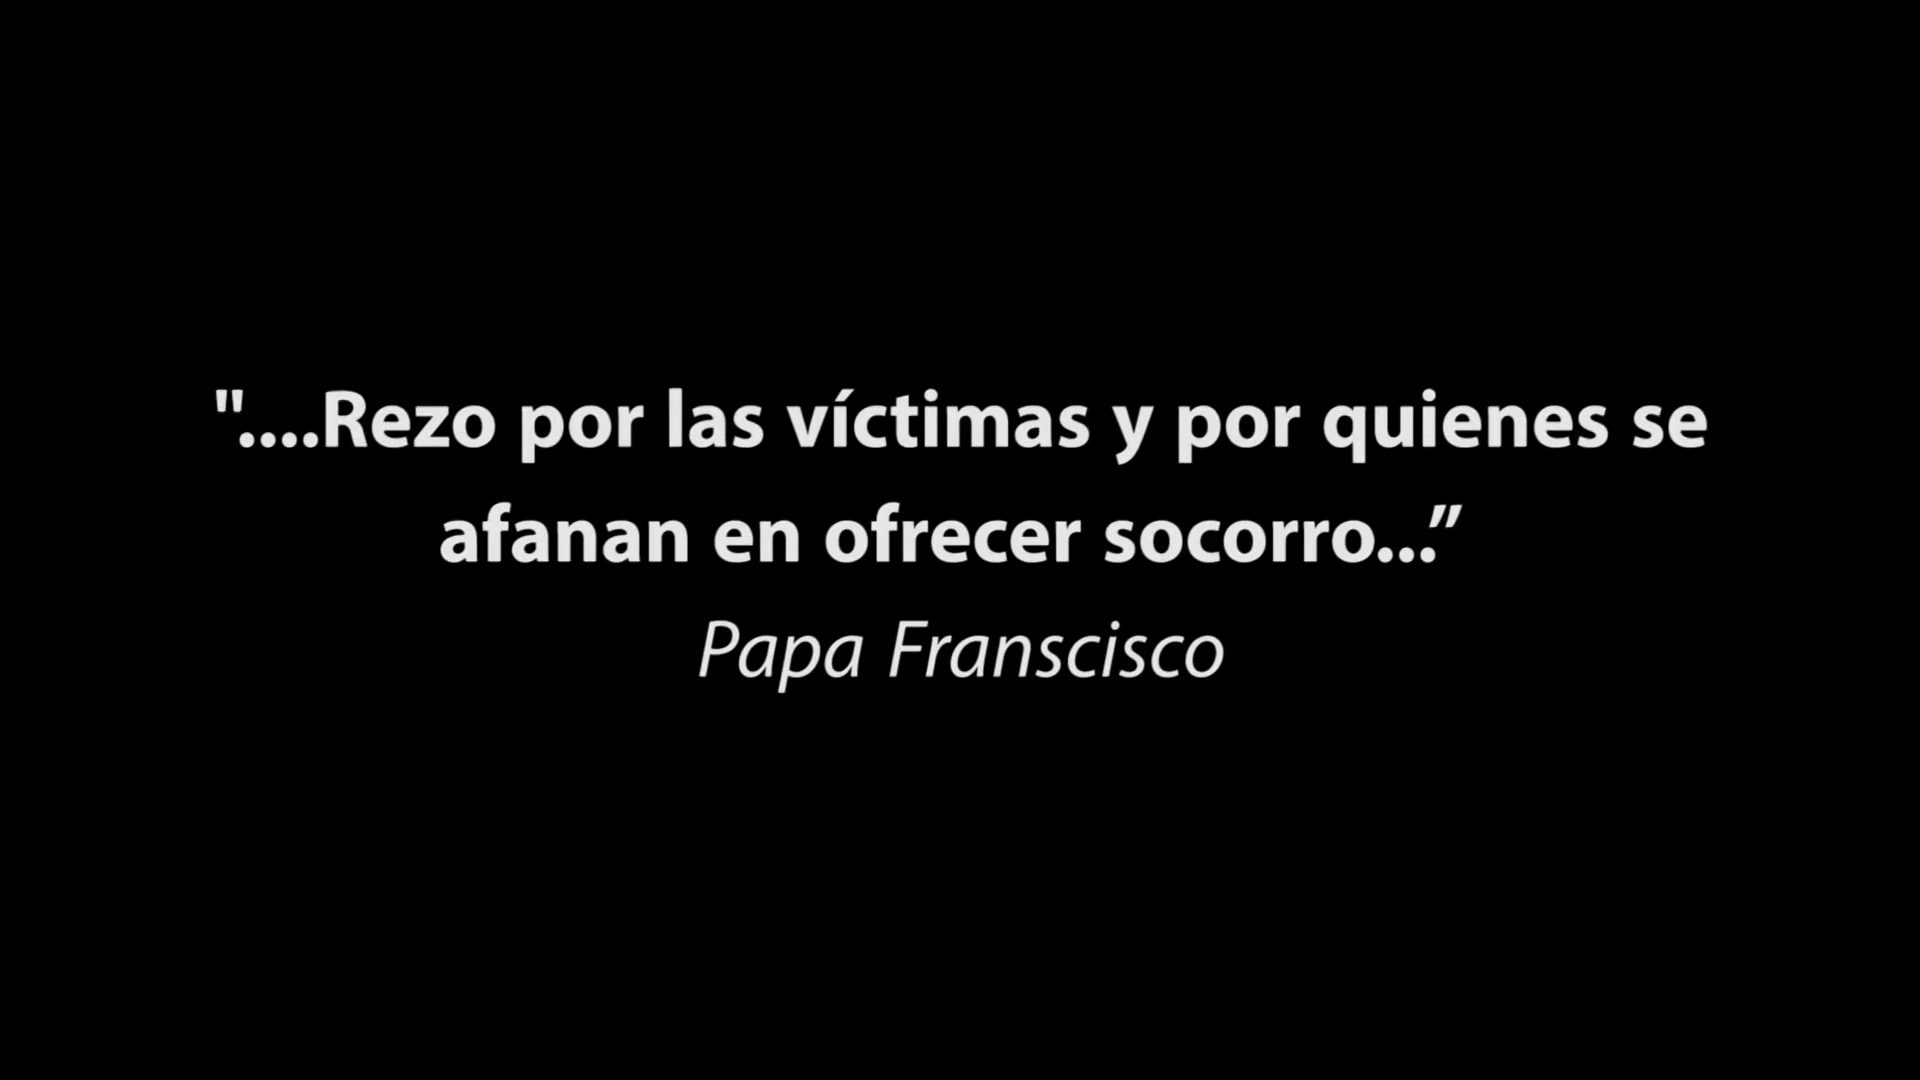 "....Rezo por las víctimas y por quienes se
afanan en ofrecer socorro...”
Papa Franscisco